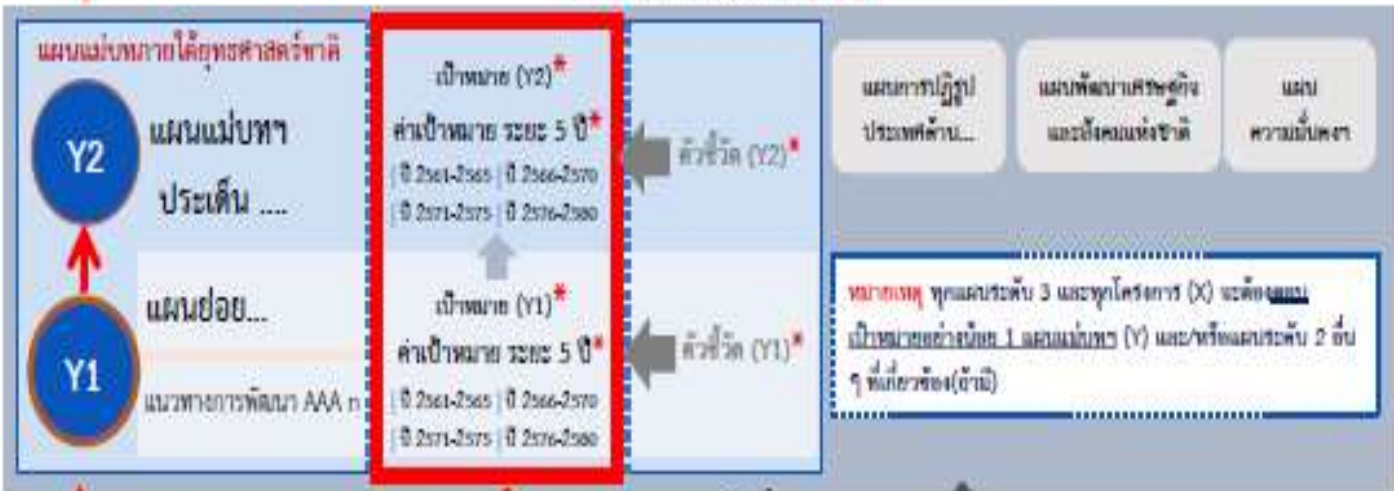 แผนแม่บทภายใต้ยุทธศาสตร์ชาติ
Y2
แผนแม่บทฯ
ประเด็น ....
Y1
แผนย่อย...
แนวทางการพัฒนา AAA n
เป้าหมาย (Y2)*
ค่าเป้าหมาย ระยะ 5 ปี*
| ปี 2561-2565 | ปี 2566-2570
| ปี 2571-2575 | ปี 2576-2580
เป้าหมาย (Y1)*
ค่าเป้าหมาย ระยะ 5 ปี*
| ปี 2561-2565 | ปี 2566-2570
| ปี 2571-2575 | ปี 2576-2580
ตัวชี้วัด (Y2)*
ตัวชี้วัด (Y1)*
แผนการปฏิรูป
ประเทศด้าน...
แผนพัฒนาเศรษฐกิจ
และสังคมแห่งชาติ
แผน
ความมั่นคงฯ
หมายเหตุ ทุกแผนระดับ 3 และทุกโครงการ (X) จะต้องตอบ
เป้าหมายอย่างน้อย 1 แผนแม่บทฯ (Y) และ/หรือแผนระดับ 2 อื่น
ๆ ที่เกี่ยวข้อง(ถ้ามี)